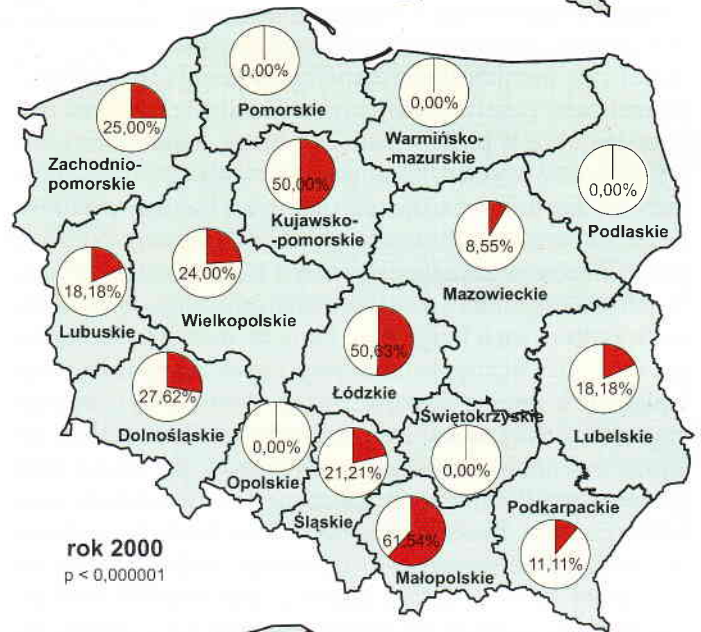 0,00%
Pomorskie
0,00%
Warmińsko-
-mazurskie
25,00%
Zachodnio-
pomorskie
50,00%
Kujawsko-
-pomorskie
0,00%
Podlaskie
8,55%
Mazowieckie
18,18%
Lubuskie
24,00%
Wielkopolskie
50,63%
Łódzkie
27,62%
Dolnośląskie
18,18%
Lubelskie
0,00%
Opolskie
21,21%
Śląskie
Świętokrzyskie
0,00%
61,54%
Małopolskie
Podkarpackie
11,11%
rok 2000
p < 0,000001